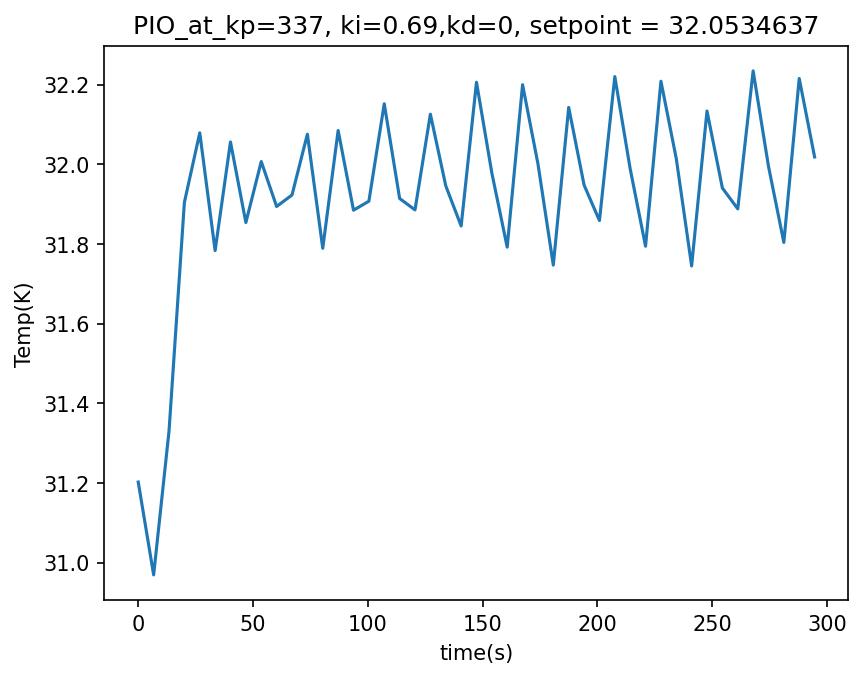 PIO_at_kp=337, ki=0.69,kd=0, setpoint = 32.0534637
32.2
32.0
31.8
31.6
31.4
31.2
31.0
Temp(K)
0 50 100 150 200 250 300
time(s)